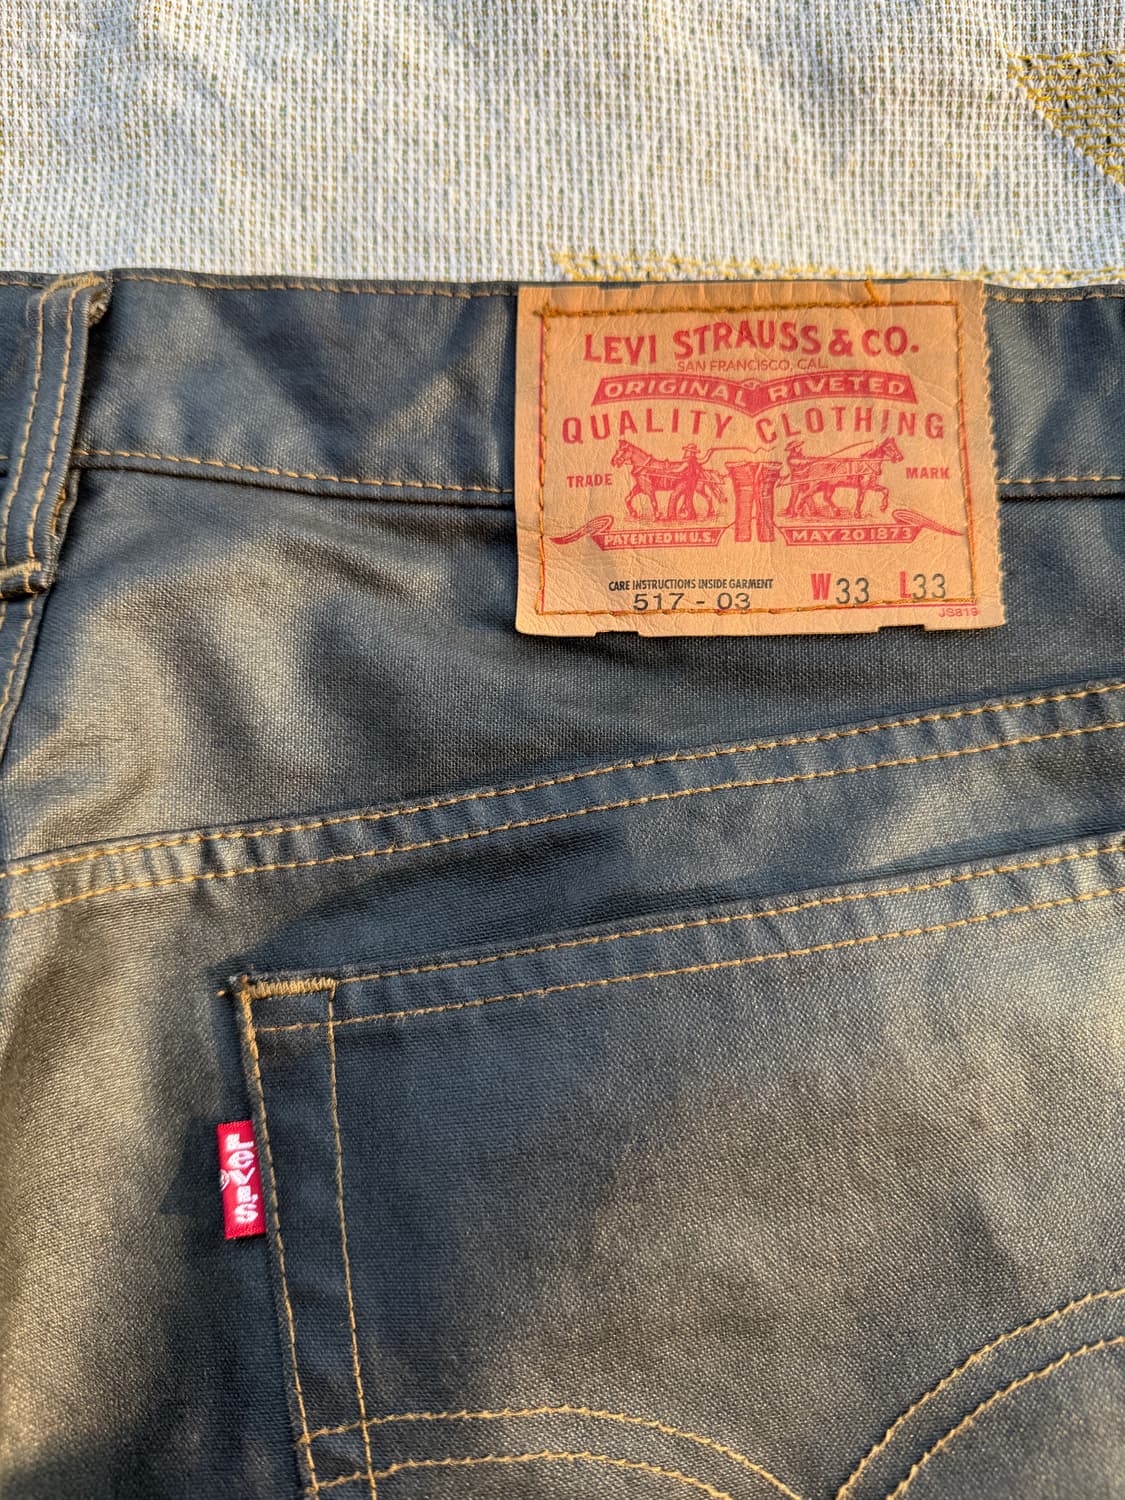 LEVI STRAUSS & CO.
SAN FRANCISCO, CAL.
ORIGINAL RIVETED
QUALITY CLOTHING
TRADE MARK
PATENTED IN U.S. MAY 20 1873
CARE INSTRUCTIONS INSIDE GARMENT
517 - 03 W33 L33
JS819
LEVI'S